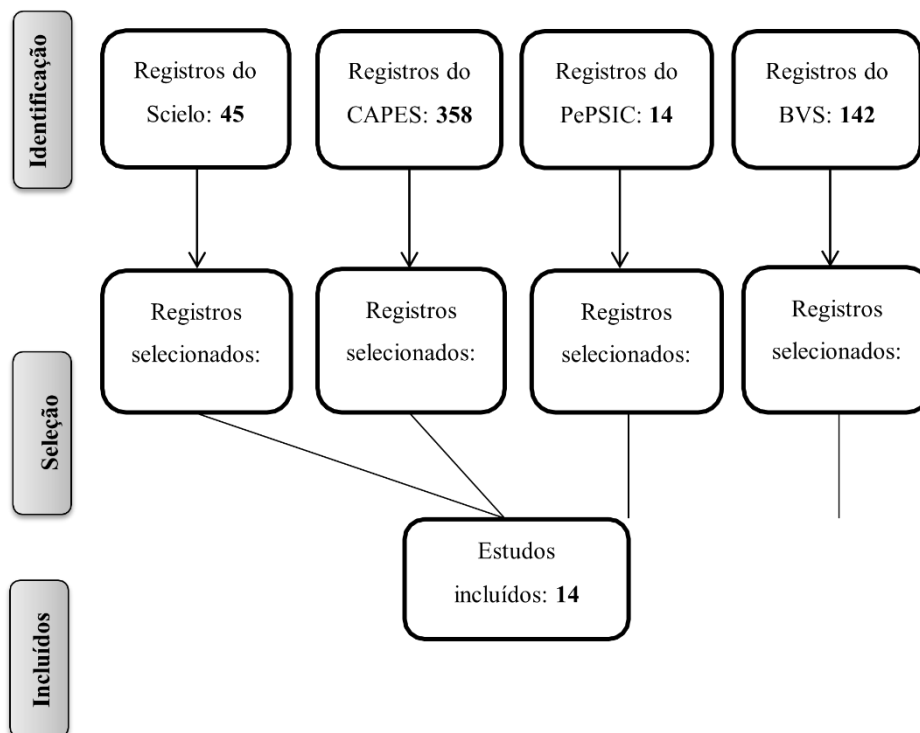 Identificação
Registros do
Scielo: 45
Registros do
CAPES: 358
Registros do
PePSIC: 14
Registros do
BVS: 142
Seleção
Registros
selecionados:
Registros
selecionados:
Registros
selecionados:
Registros
selecionados:
Incluídos
Estudos
incluídos: 14